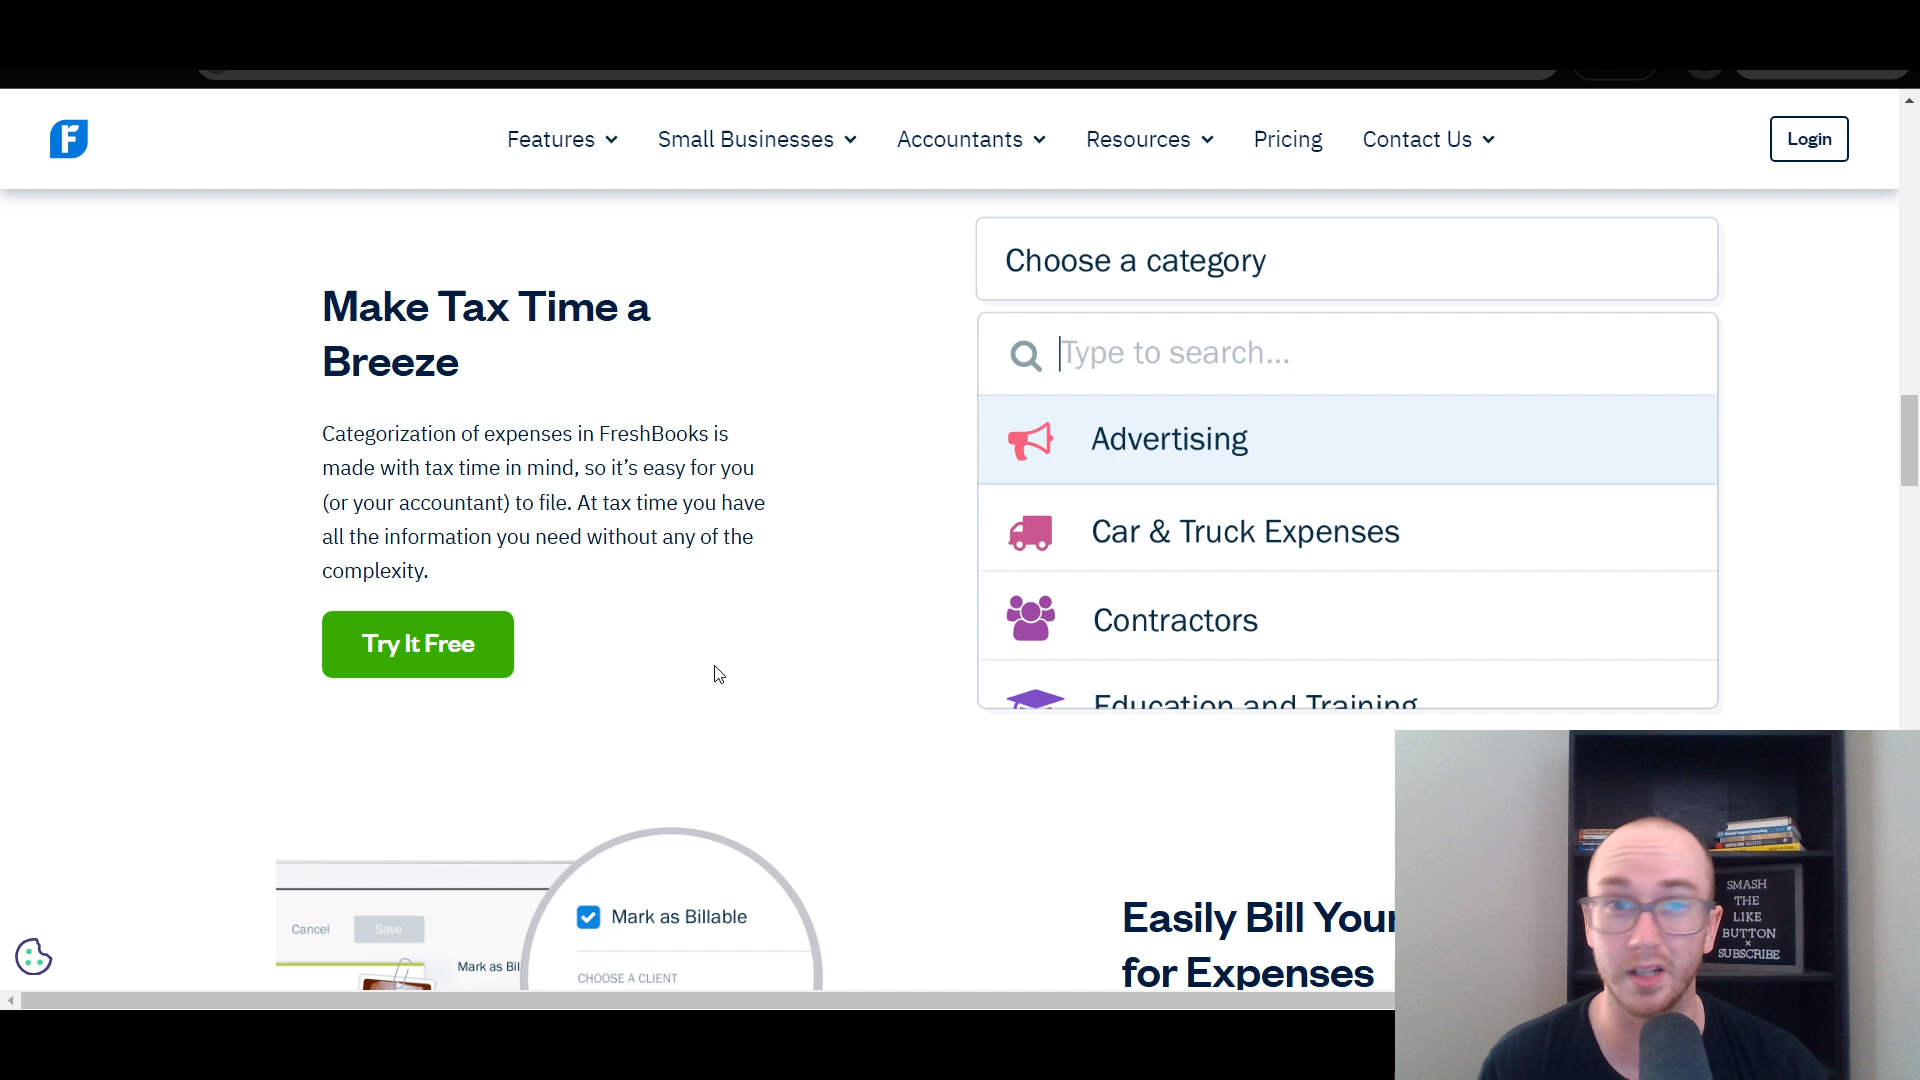 F
Features
Small Businesses
Accountants
Resources
Pricing
Contact Us
Login
Make Tax Time a
Breeze
Categorization of expenses in FreshBooks is
made with tax time in mind, so it’s easy for you
(or your accountant) to file. At tax time you have
all the information you need without any of the
complexity.
Try It Free
Choose a category
Type to search...
Advertising
Car & Truck Expenses
Contractors
Education and Training
Cancel
Save
Mark as Bil
Mark as Billable
CHOOSE A CLIENT
Easily Bill Your
for Expenses
SMASH
THE
LIKE
BUTTON
×
SUBSCRIBE